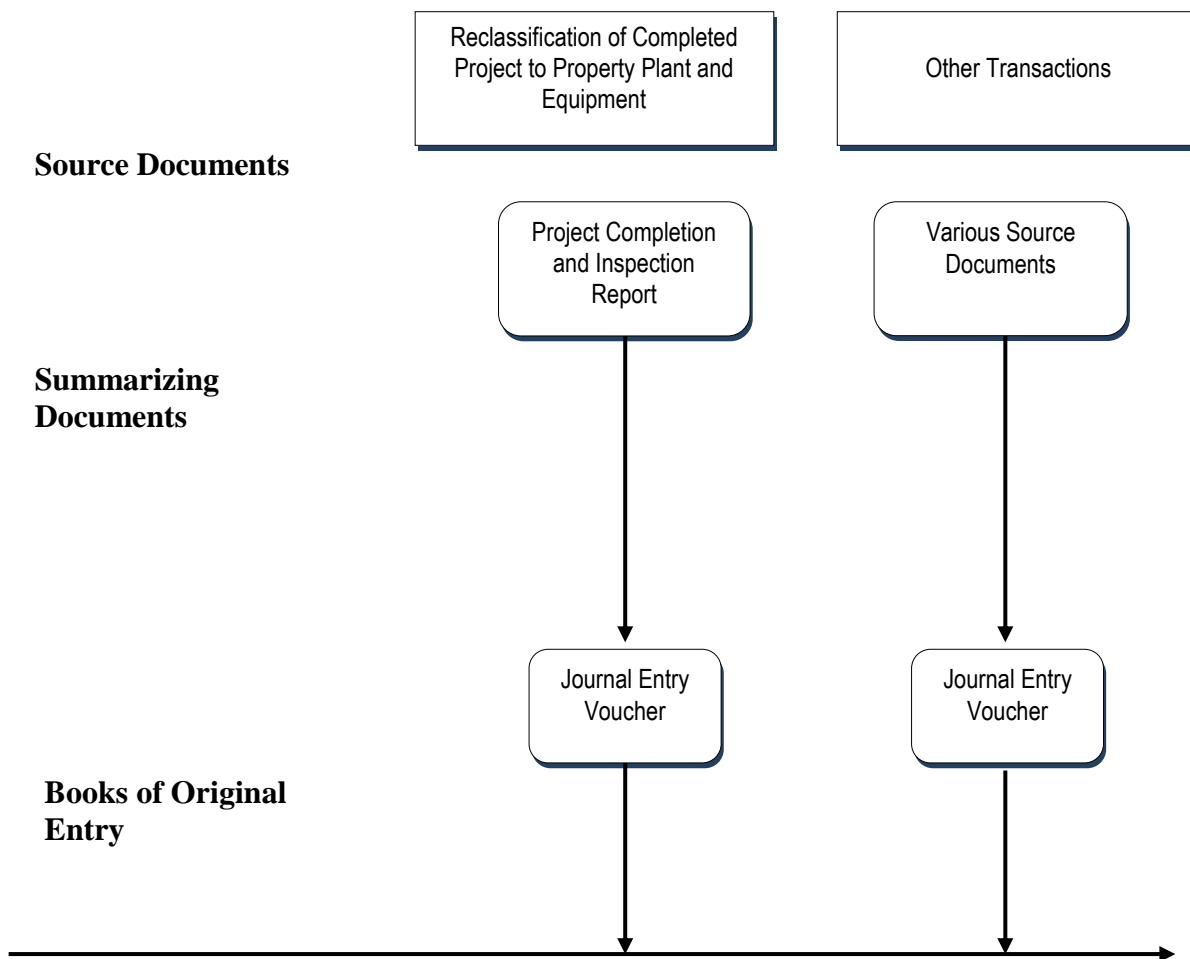 Reclassification of Completed
Project to Property Plant and
Equipment
Other Transactions
Source Documents
Project Completion
and Inspection
Report
Various Source
Documents
Summarizing
Documents
Journal Entry
Voucher
Journal Entry
Voucher
Books of Original
Entry